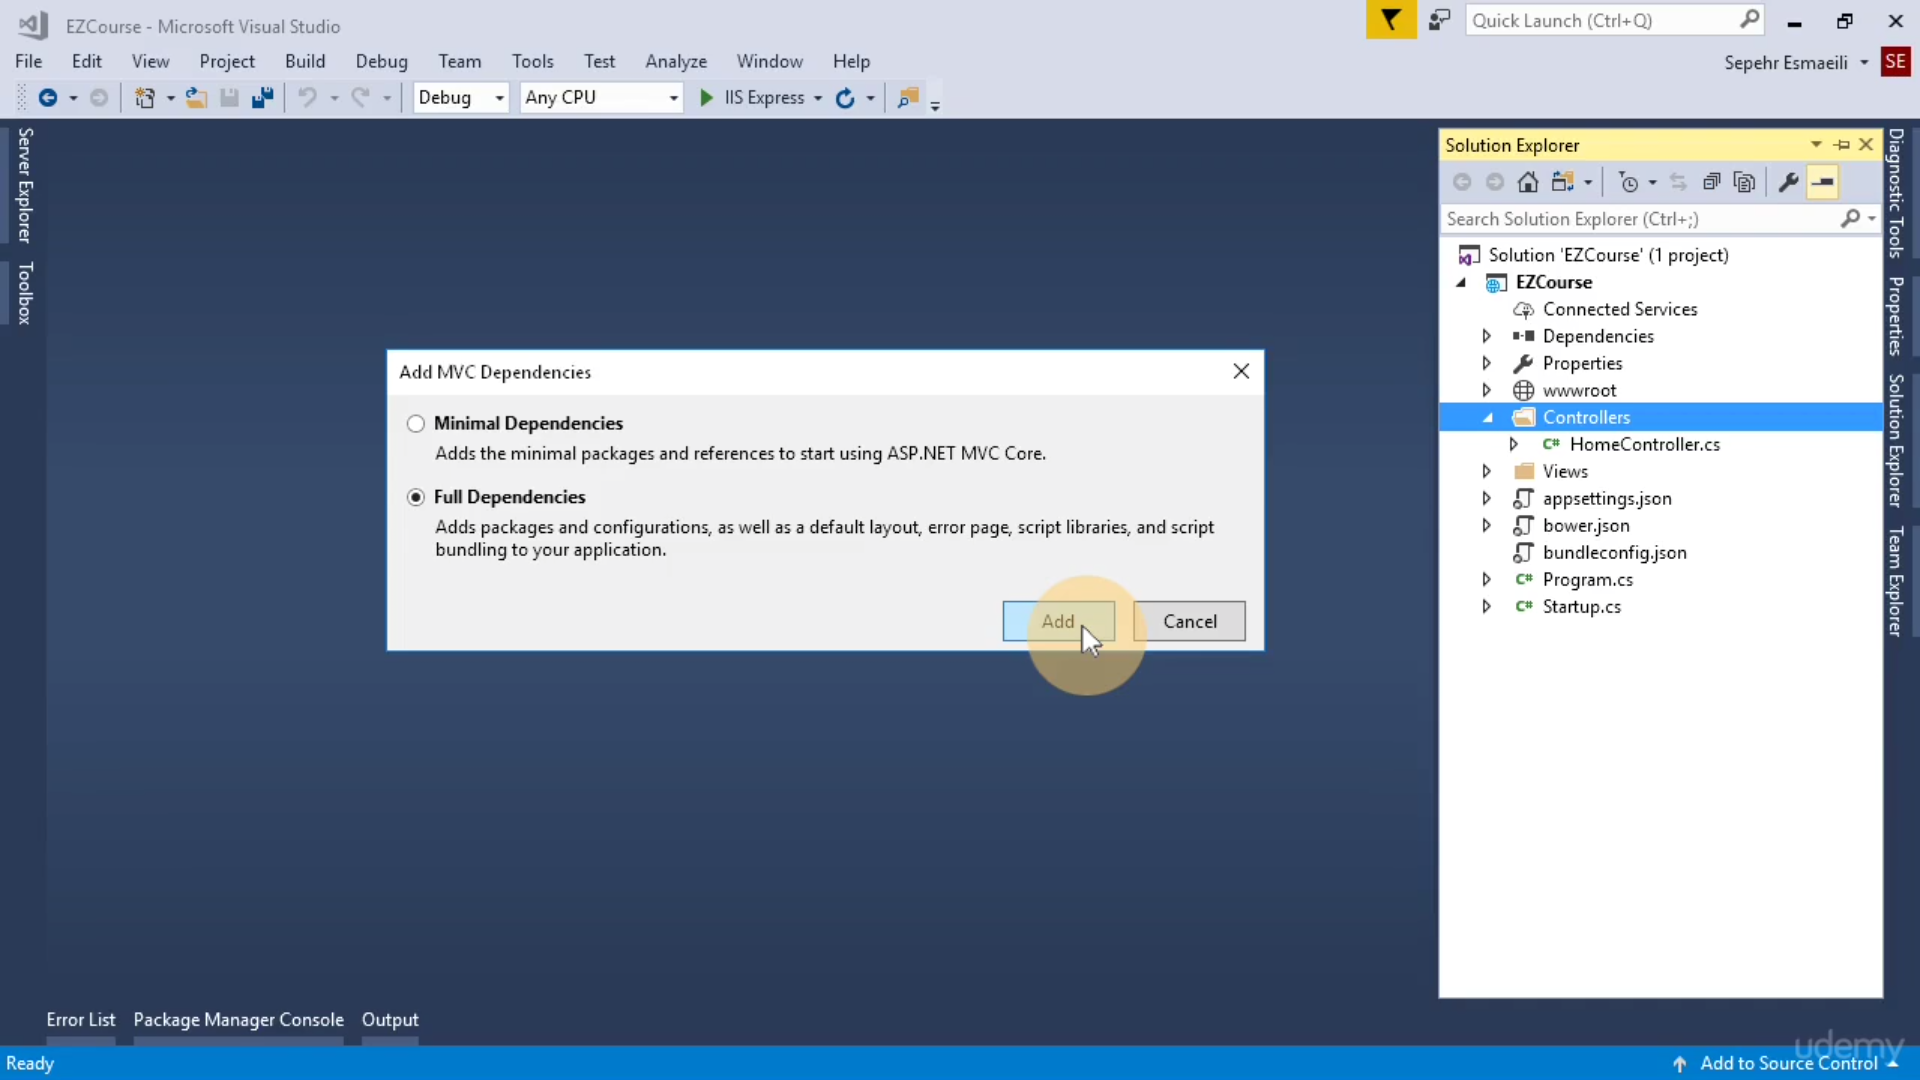 EZCourse - Microsoft Visual Studio
Quick Launch (Ctrl+Q)
File Edit View Project Build Debug Team Tools Test Analyze Window Help
Sepehr Esmaeili SE
Debug Any CPU IIS Express
Server Explorer
Toolbox
Solution Explorer
Search Solution Explorer (Ctrl+;)
Solution 'EZCourse' (1 project)
EZCourse
Connected Services
Dependencies
Properties
wwwroot
Controllers
C# HomeController.cs
Views
appsettings.json
bower.json
bundleconfig.json
C# Program.cs
C# Startup.cs
Diagnostic Tools
Properties
Solution Explorer
Team Explorer
Add MVC Dependencies
Minimal Dependencies
Adds the minimal packages and references to start using ASP.NET MVC Core.
Full Dependencies
Adds packages and configurations, as well as a default layout, error page, script libraries, and script
bundling to your application.
Add Cancel
Error List Package Manager Console Output
udemy
Ready
Add to Source Control